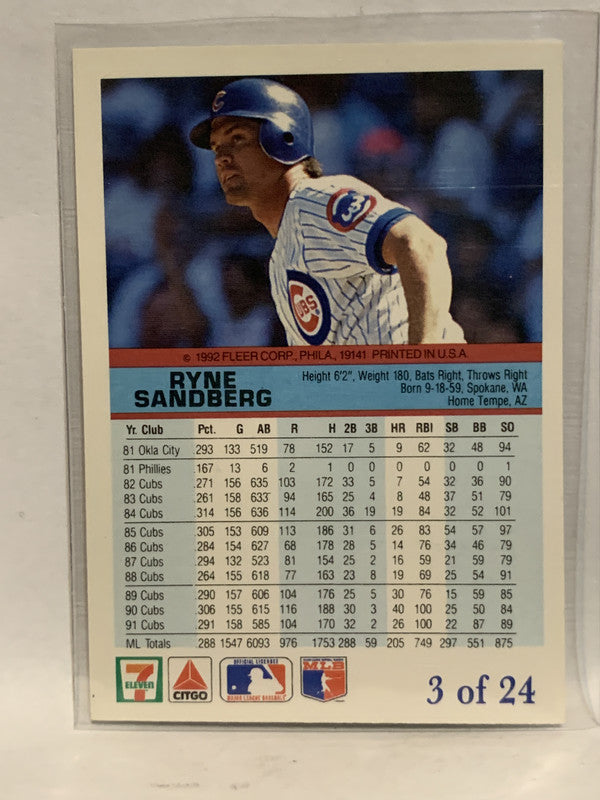 C
CUBS
© 1992 FLEER CORP., PHILA., 19141 PRINTED IN U.S.A.
RYNE SANDBERG
Height 6'2", Weight 180, Bats Right, Throws Right
Born 9-18-59, Spokane, WA
Home Tempe, AZ
Yr. Club Pct. G AB R H 2B 3B HR RBI SB BB SO
81 Okla City .293 133 519 78 152 17 5 9 62 32 48 94
81 Phillies .167 13 6 2 1 0 0 0 0 0 0 1
82 Cubs .271 156 635 103 172 33 5 7 54 32 36 90
83 Cubs .261 158 633 94 165 25 4 8 48 37 51 79
84 Cubs .314 156 636 114 200 36 19 19 84 32 52 101
85 Cubs .305 153 609 113 186 31 6 26 83 54 57 97
86 Cubs .284 154 627 68 178 28 5 14 76 34 46 79
87 Cubs .294 132 523 81 154 25 2 16 59 21 59 79
88 Cubs .264 155 618 77 163 23 8 19 69 25 54 91
89 Cubs .290 157 606 104 176 25 5 30 76 15 59 85
90 Cubs .306 155 615 116 188 30 3 40 100 25 50 84
91 Cubs .291 158 585 104 170 32 2 26 100 22 87 89
ML Totals .288 1547 6093 976 1753 288 59 205 749 297 551 875
7 ELEVEN
CITGO
OFFICIAL LICENSEE
MAJOR LEAGUE BASEBALL
MLBPA
3 of 24